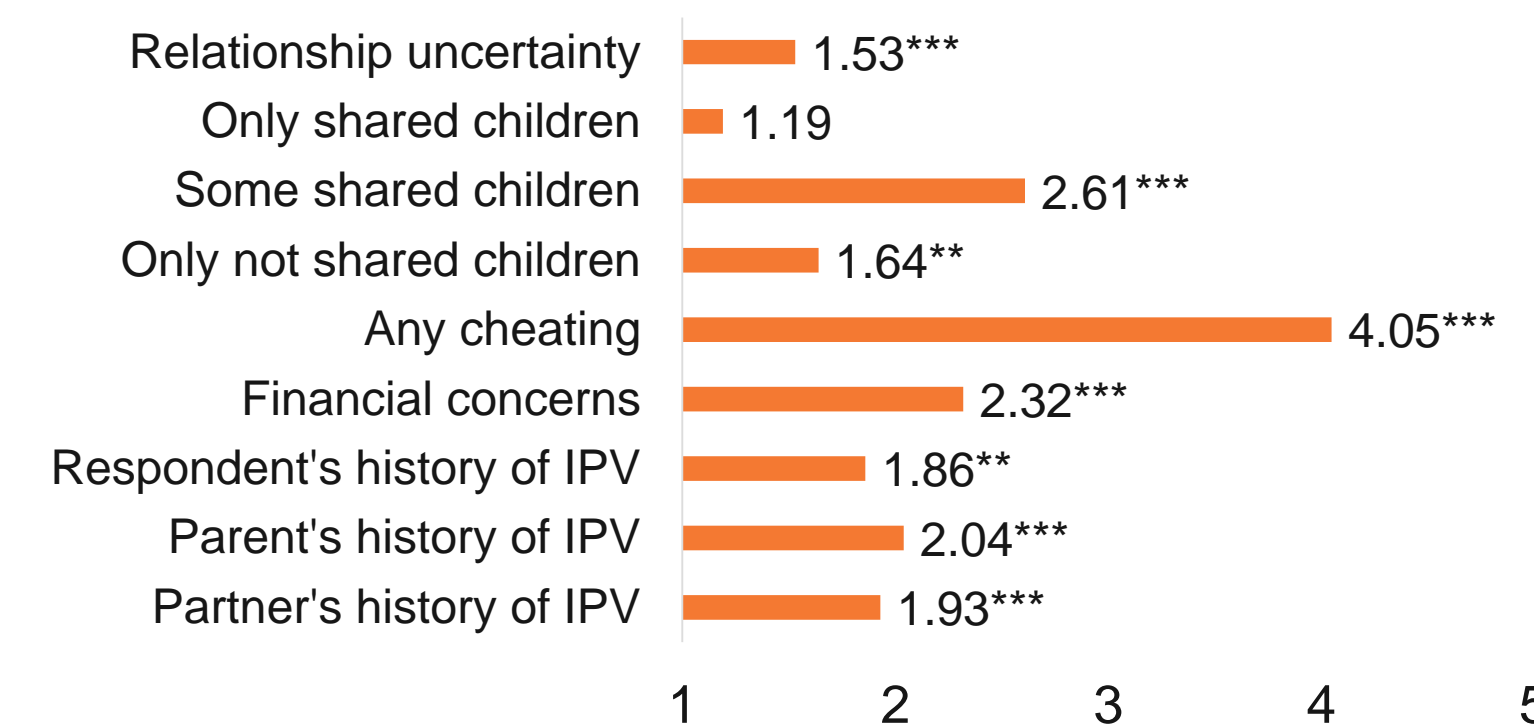 Relationship uncertainty 1.53***
Only shared children 1.19
Some shared children 2.61***
Only not shared children 1.64**
Any cheating 4.05***
Financial concerns 2.32***
Respondent's history of IPV 1.86**
Parent's history of IPV 2.04***
Partner's history of IPV 1.93***
1 2 3 4 5